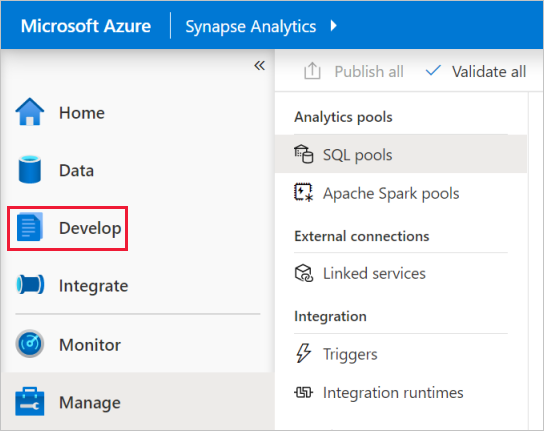 Microsoft Azure Synapse Analytics
Publish all Validate all
Home
Data
Develop
Integrate
Monitor
Manage
Analytics pools
SQL pools
Apache Spark pools
External connections
Linked services
Integration
Triggers
Integration runtimes